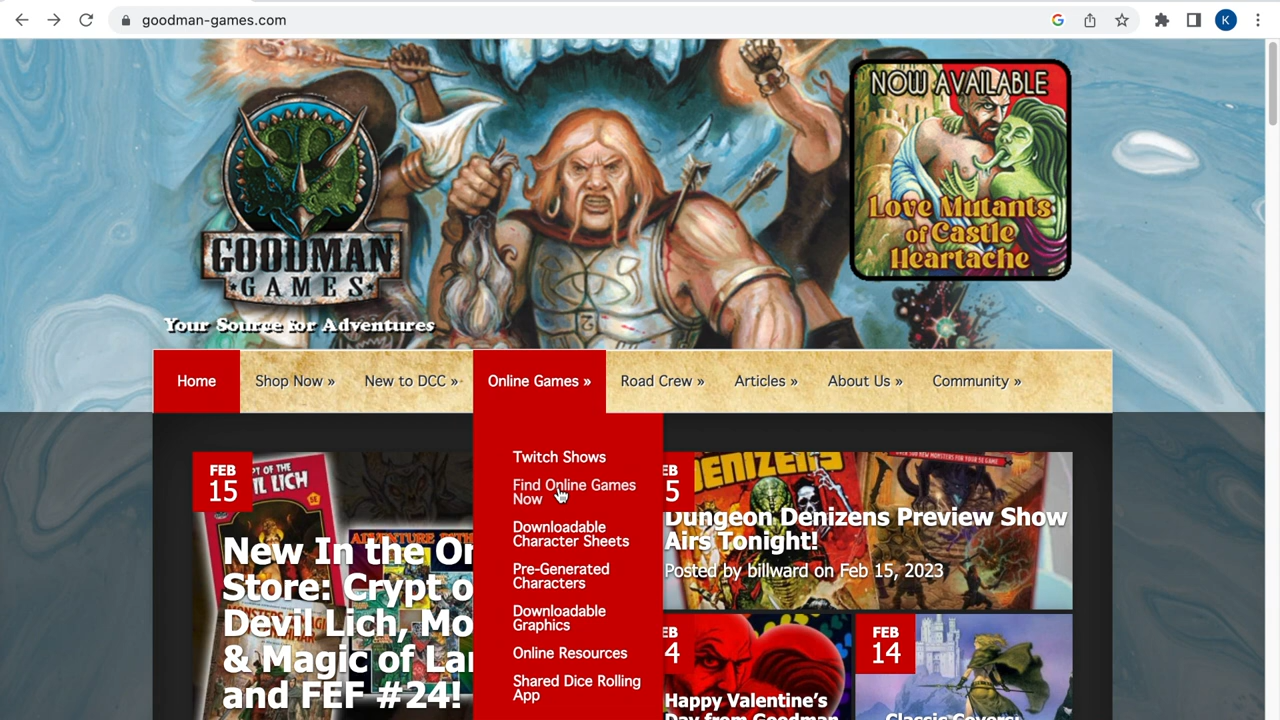 goodman-games.com
K
NOW AVAILABLE
Love Mutants
of Castle
Heartache
GOODMAN
GAMES
Your Source for Adventures
Home
Shop Now »
New to DCC »
Online Games »
Road Crew »
Articles »
About Us »
Community »
Twitch Shows
Find Online Games
Now
Downloadable
Character Sheets
Pre-Generated
Characters
Downloadable
Graphics
Online Resources
Shared Dice Rolling
App
FEB
15
New In the On
Store: Crypt o
Devil Lich, Mo
& Magic of Lan
and FEF #24!
EB
5
DENIZENS
Dungeon Denizens Preview Show
Airs Tonight!
Posted by billward on Feb 15, 2023
EB
4
Happy Valentine's
Day from Goodman
FEB
14
Classic Covers: